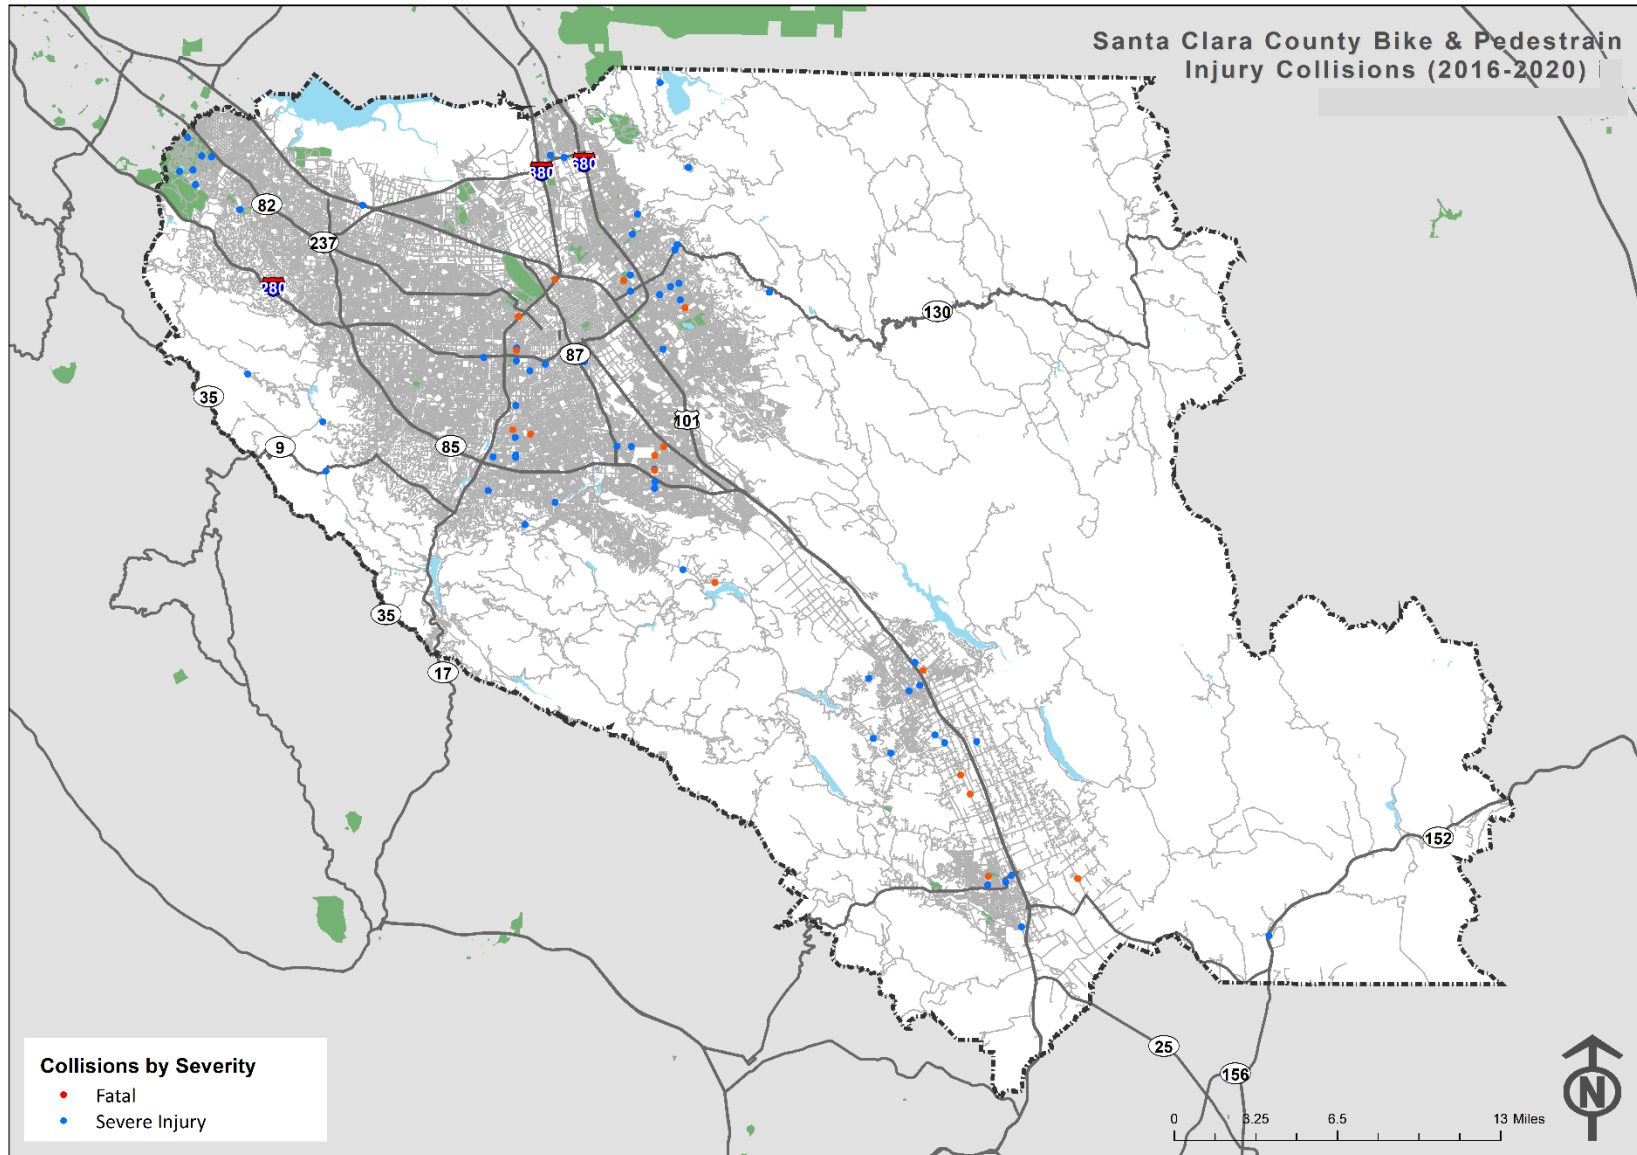 Santa Clara County Bike & Pedestrain
Injury Collisions (2016-2020)
880
680
82
237
280
130
87
35
101
9
85
35
17
152
25
156
Collisions by Severity
Fatal
Severe Injury
0 3.25 6.5 13 Miles
N